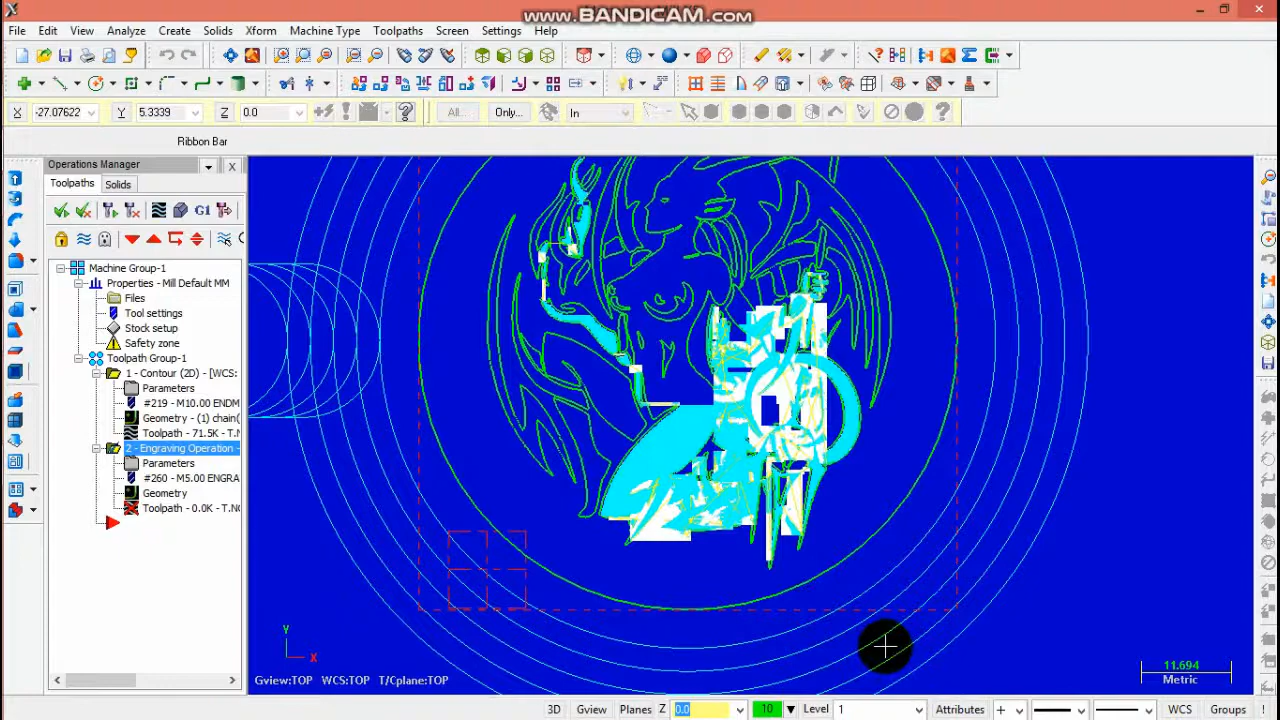 www.BANDICAM.com
File Edit View Analyze Create Solids Xform Machine Type Toolpaths Screen Settings Help
G1
X -27.07622 Y 5.3339 Z 0.0 All... Only... In
Ribbon Bar
Operations Manager
Toolpaths Solids
G1
Machine Group-1
Properties - Mill Default MM
Files
Tool settings
Stock setup
Safety zone
Toolpath Group-1
1 - Contour (2D) - [WCS:
Parameters
#219 - M10.00 ENDM
Geometry - (1) chain(
Toolpath - 71.5K - T.N
2 - Engraving Operation -
Parameters
#260 - M5.00 ENGRA
Geometry
Toolpath - 0.0K - T.NC
Y
X
Gview:TOP WCS:TOP T/Cplane:TOP
11.694
Metric
3D Gview Planes Z 0.0 10 Level 1 Attributes WCS Groups